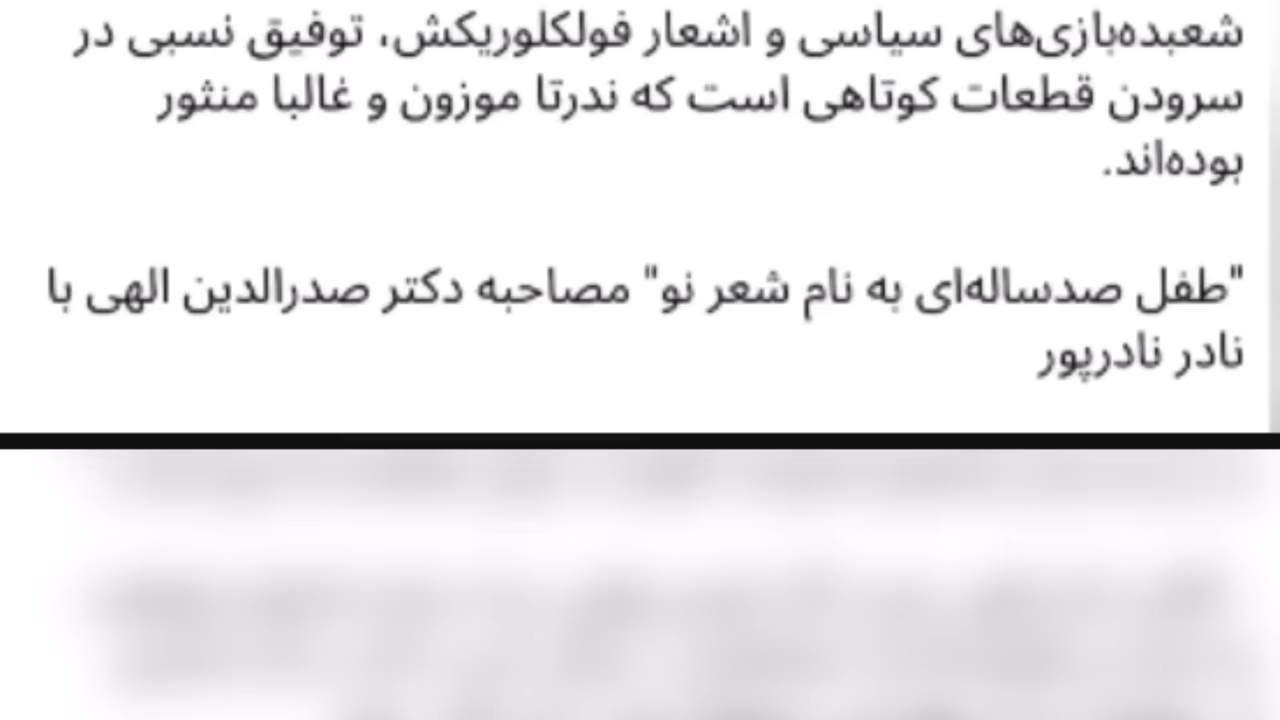 شعبده‌بازی‌های سیاسی و اشعار فولکلوریکش، توفیق نسبی در
سرودن قطعات کوتاهی است که ندرتا موزون و غالبا منثور
بوده‌اند.
"طفل صدساله‌ای به نام شعر نو" مصاحبه دکتر صدرالدین الهی با
نادر نادرپور